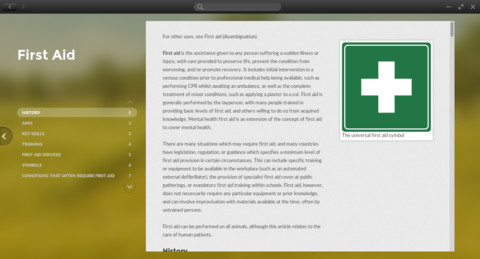 First Aid
HISTORY 1
AIMS 2
KEY SKILLS 3
TRAINING 4
FIRST AID SERVICES 5
SYMBOLS 6
CONDITIONS THAT OFTEN REQUIRE FIRST AID 7
For other uses, see First aid (disambiguation).
First aid is the assistance given to any person suffering a sudden illness or
injury, with care provided to preserve life, prevent the condition from
worsening, and/or promote recovery. It includes initial intervention in a
serious condition prior to professional medical help being available, such as
performing CPR whilst awaiting an ambulance, as well as the complete
treatment of minor conditions, such as applying a plaster to a cut. First aid is
generally performed by the layperson, with many people trained in
providing basic levels of first aid, and others willing to do so from acquired
knowledge. Mental health first aid is an extension of the concept of first aid
to cover mental health.
There are many situations which may require first aid, and many countries
have legislation, regulation, or guidance which specifies a minimum level of
first aid provision in certain circumstances. This can include specific training
or equipment to be available in the workplace (such as an automated
external defibrillator), the provision of specialist first aid cover at public
gatherings, or mandatory first aid training within schools. First aid, however,
does not necessarily require any particular equipment or prior knowledge,
and can involve improvisation with materials available at the time, often by
untrained persons.
First aid can be performed on all animals, although this article relates to the
care of human patients.
History
The universal first aid symbol